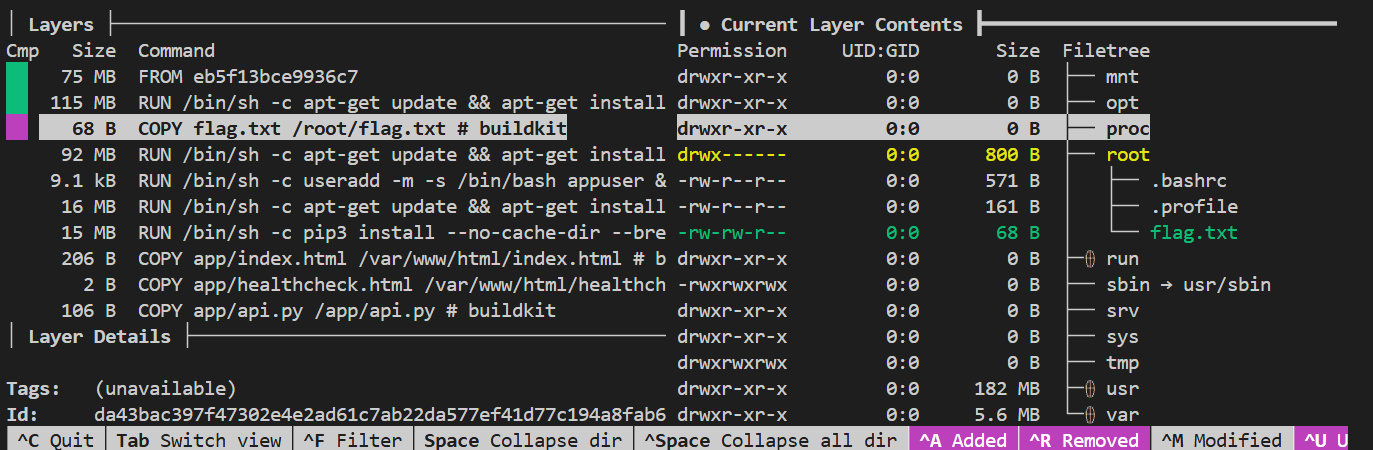 Layers
Cmp Size Command
75 MB FROM eb5f13bce9936c7
115 MB RUN /bin/sh -c apt-get update && apt-get install
68 B COPY flag.txt /root/flag.txt # buildkit
92 MB RUN /bin/sh -c apt-get update && apt-get install
9.1 kB RUN /bin/sh -c useradd -m -s /bin/bash appuser &
16 MB RUN /bin/sh -c apt-get update && apt-get install
15 MB RUN /bin/sh -c pip3 install --no-cache-dir --bre
206 B COPY app/index.html /var/www/html/index.html # b
2 B COPY app/healthcheck.html /var/www/html/healthch
106 B COPY app/api.py /app/api.py # buildkit
Layer Details
Tags: (unavailable)
Id: da43bac397f47302e4e2ad61c7ab22da577ef41d77c194a8fab6
● Current Layer Contents
Permission UID:GID Size Filetree
drwxr-xr-x 0:0 0 B ├── mnt
drwxr-xr-x 0:0 0 B ├── opt
drwxr-xr-x 0:0 0 B ├── proc
drwx------ 0:0 800 B ├── root
-rw-r--r-- 0:0 571 B │ ├── .bashrc
-rw-r--r-- 0:0 161 B │ ├── .profile
-rw-rw-r-- 0:0 68 B │ └── flag.txt
drwxr-xr-x 0:0 0 B ├─⊕ run
-rwxrwxrwx 0:0 0 B ├── sbin → usr/sbin
drwxr-xr-x 0:0 0 B ├── srv
drwxr-xr-x 0:0 0 B ├── sys
drwxrwxrwx 0:0 0 B ├── tmp
drwxr-xr-x 0:0 182 MB ├─⊕ usr
drwxr-xr-x 0:0 5.6 MB └─⊕ var
^C Quit Tab Switch view ^F Filter Space Collapse dir ^Space Collapse all dir ^A Added ^R Removed ^M Modified ^U U